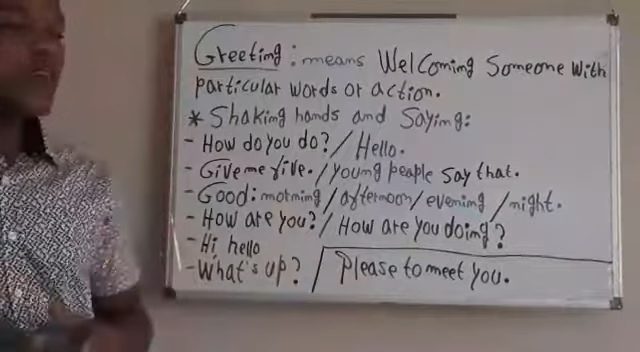 Greeting: means Welcoming Someone With
particular words or action.
* Shaking hands and Saying:
- How do you do? / Hello.
- Give me five. / young people say that.
- Good: morning / afternoon / evening / night.
- How are you? / How are you doing?
- Hi, hello
- What's up? / Please to meet you.